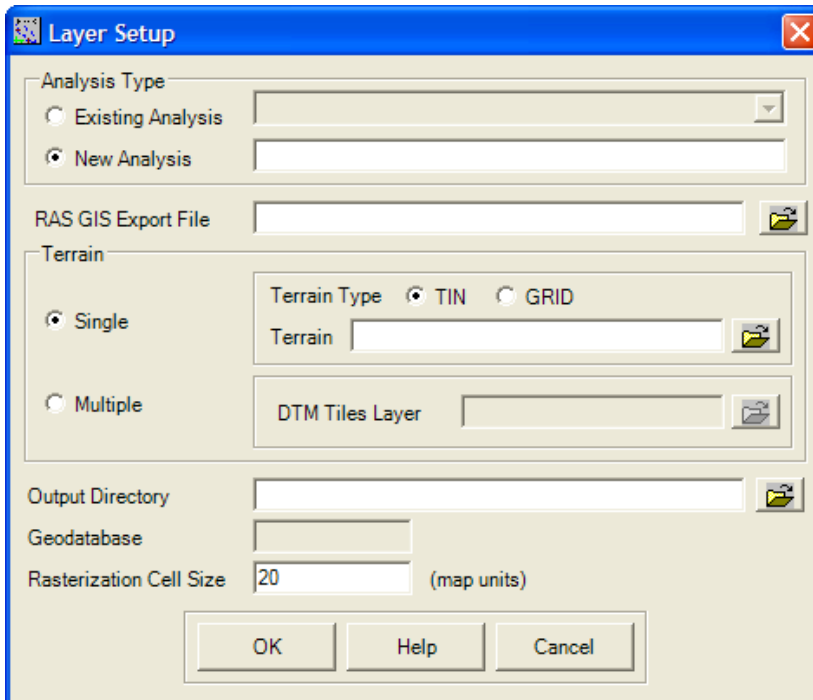 Layer Setup
Analysis Type
Existing Analysis
New Analysis
RAS GIS Export File
Terrain
Single
Terrain Type TIN GRID
Terrain
Multiple
DTM Tiles Layer
Output Directory
Geodatabase
Rasterization Cell Size 20 (map units)
OK Help Cancel